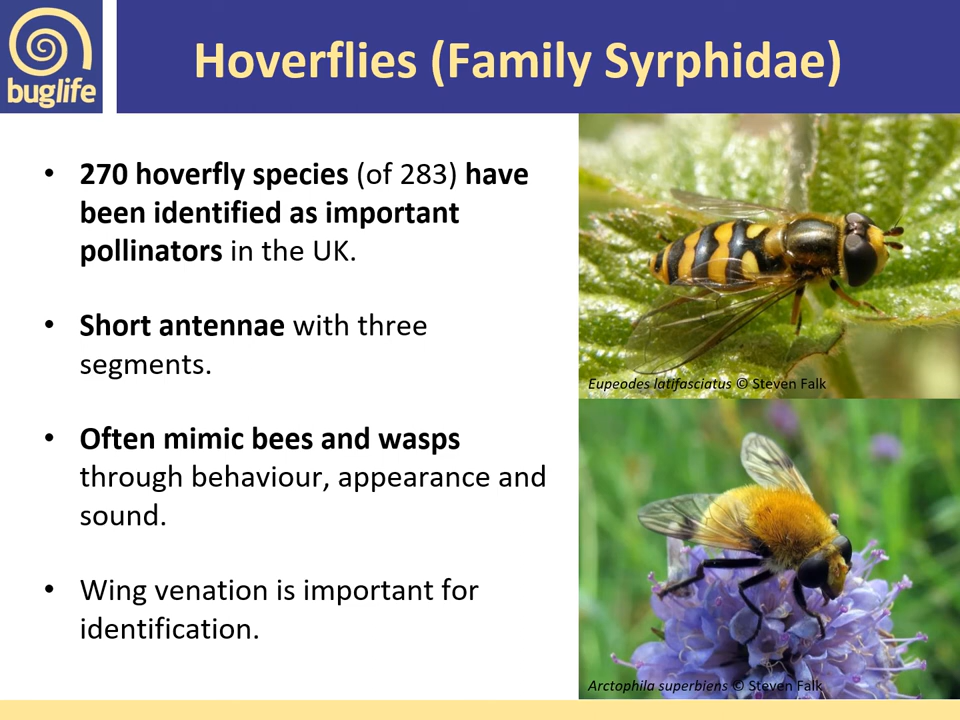 buglife
Hoverflies (Family Syrphidae)
• 270 hoverfly species (of 283) have
been identified as important
pollinators in the UK.
• Short antennae with three
segments.
• Often mimic bees and wasps
through behaviour, appearance and
sound.
• Wing venation is important for
identification.
Eupeodes latifasciatus © Steven Falk
Arctophila superbiens © Steven Falk